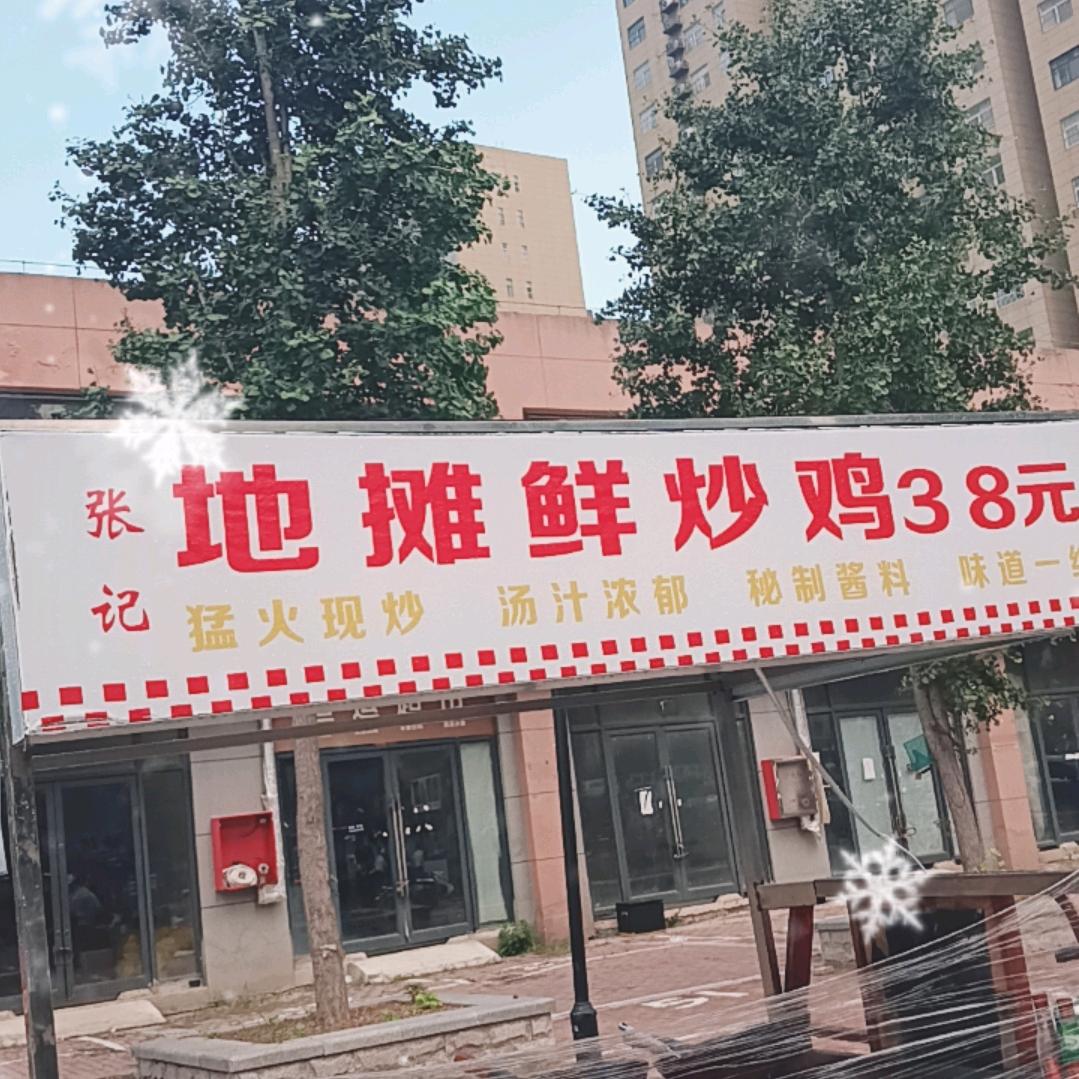 张记
地摊鲜炒鸡38元
猛火现炒 汤汁浓郁 秘制酱料 味道一